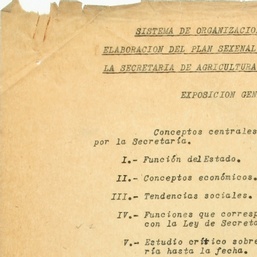 SISTEMA DE ORGANIZACIO
ELABORACION DEL PLAN SEXENAL
LA SECRETARIA DE AGRICULTURA
EXPOSICION GEN
Conceptos centrales
por la Secretaría.
I.- Función del Estado.
II.- Conceptos económicos.
III.- Tendencias sociales.
IV.- Funciones que corresp
con la Ley de Secreta
V.- Estudio crítico sobre
ría hasta la fecha.